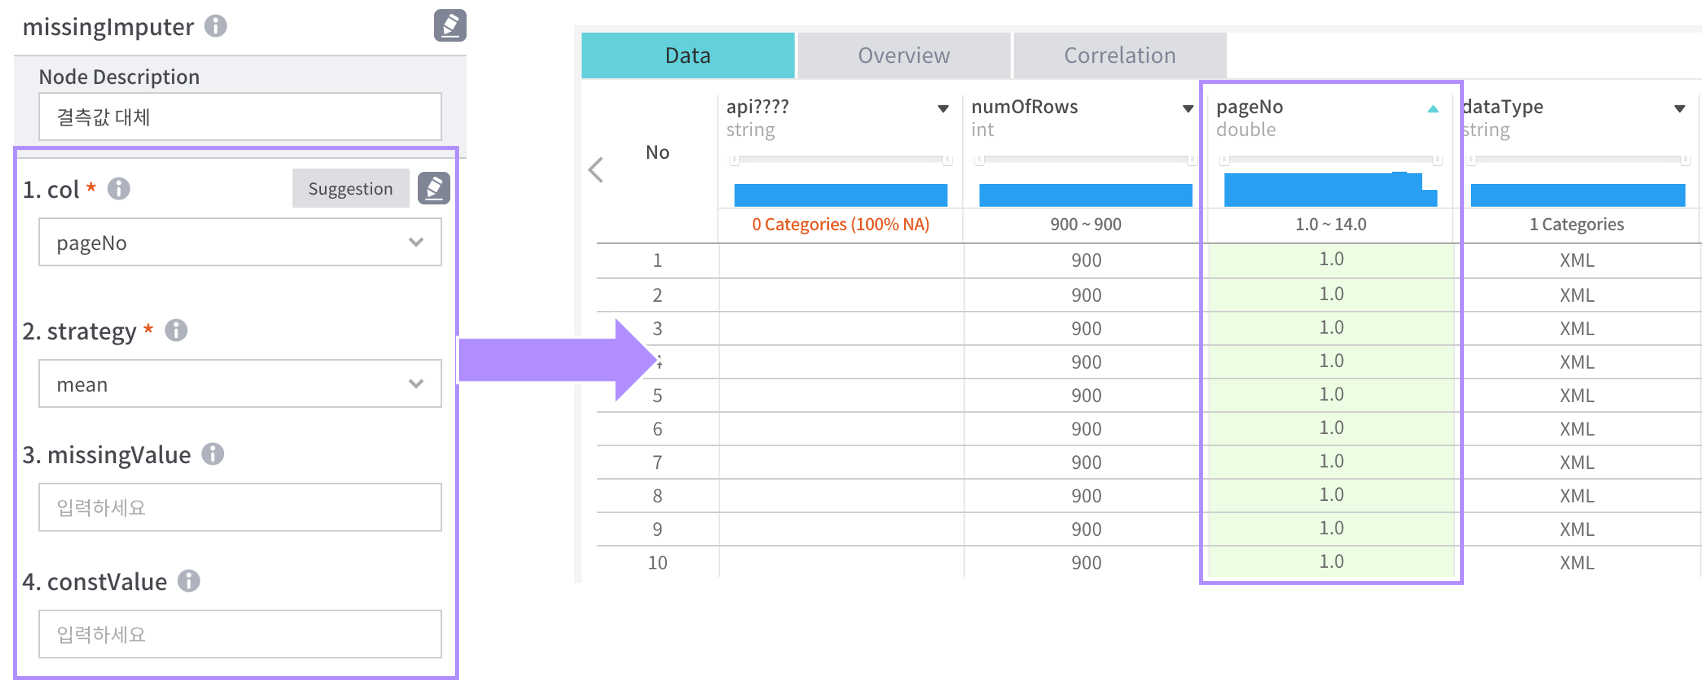 missingImputer
Node Description
결측값 대체
1. col *
Suggestion
pageNo
2. strategy *
mean
3. missingValue
입력하세요
4. constValue
입력하세요
Data Overview Correlation
No api???? numOfRows pageNo dataType
string int double string
0 Categories (100% NA) 900 ~ 900 1.0 ~ 14.0 1 Categories
1 900 1.0 XML
2 900 1.0 XML
3 900 1.0 XML
900 1.0 XML
5 900 1.0 XML
6 900 1.0 XML
7 900 1.0 XML
8 900 1.0 XML
9 900 1.0 XML
10 900 1.0 XML